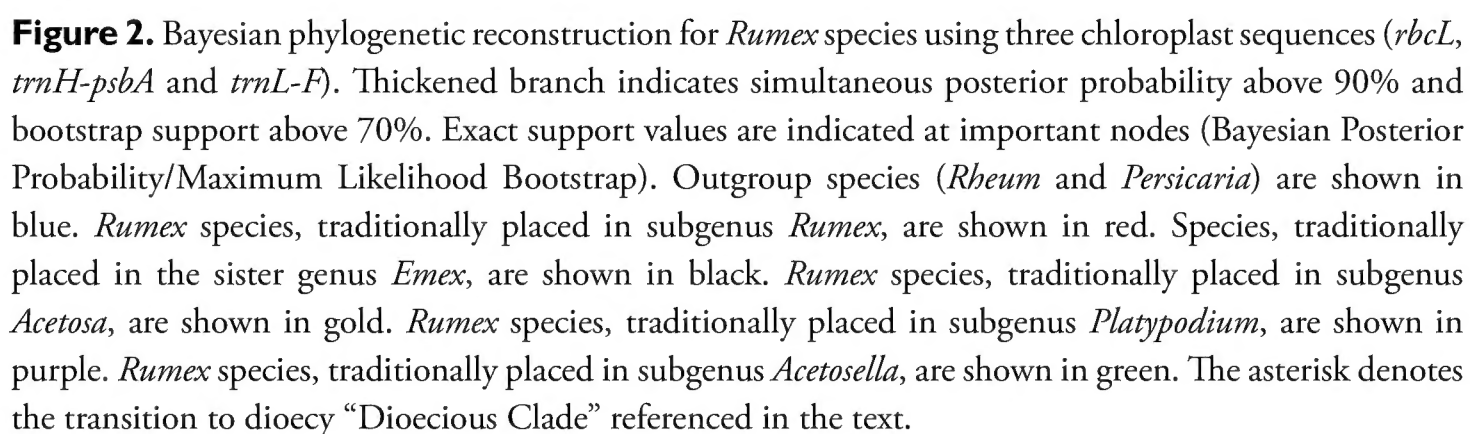 Figure 2. Bayesian phylogenetic reconstruction for Rumex species using three chloroplast sequences (rbcL,
trnH-psbA and trnL-F). Thickened branch indicates simultaneous posterior probability above 90% and
bootstrap support above 70%. Exact support values are indicated at important nodes (Bayesian Posterior
Probability/Maximum Likelihood Bootstrap). Outgroup species (Rheum and Persicaria) are shown in
blue. Rumex species, traditionally placed in subgenus Rumex, are shown in red. Species, traditionally
placed in the sister genus Emex, are shown in black. Rumex species, traditionally placed in subgenus
Acetosa, are shown in gold. Rumex species, traditionally placed in subgenus Platypodium, are shown in
purple. Rumex species, traditionally placed in subgenus Acetosella, are shown in green. The asterisk denotes
the transition to dioecy “Dioecious Clade” referenced in the text.